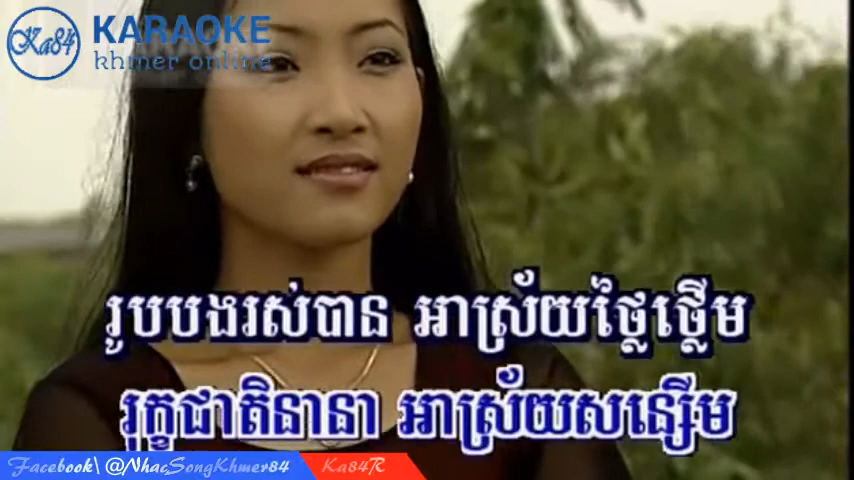 Ka84
KARAOKE
khmer online
រូបបងរស់បាន អាស្រ័យថ្លៃថ្លើម
រុក្ខជាតិនានា អាស្រ័យសន្សើម
Facebook\ @NhacSongKhmer84 Ka84R